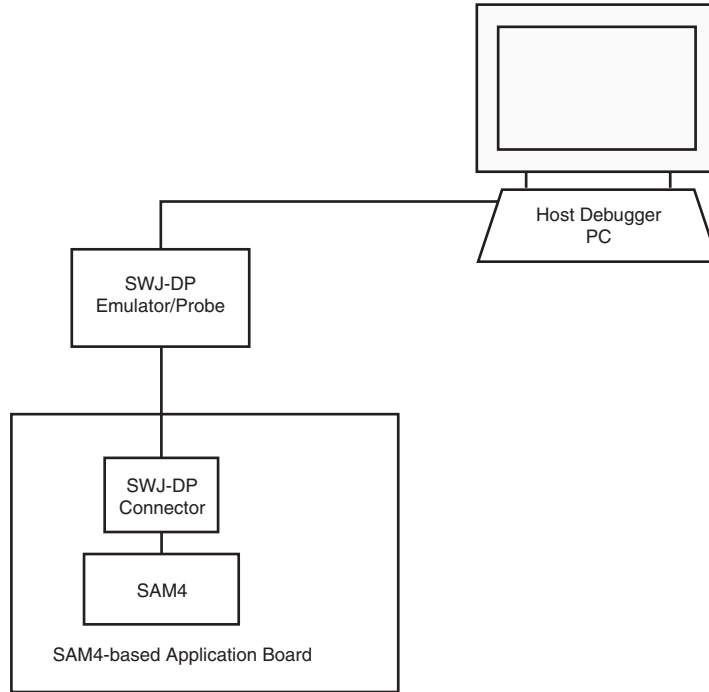 Host Debugger
PC
SWJ-DP
Emulator/Probe
SWJ-DP
Connector
SAM4
SAM4-based Application Board